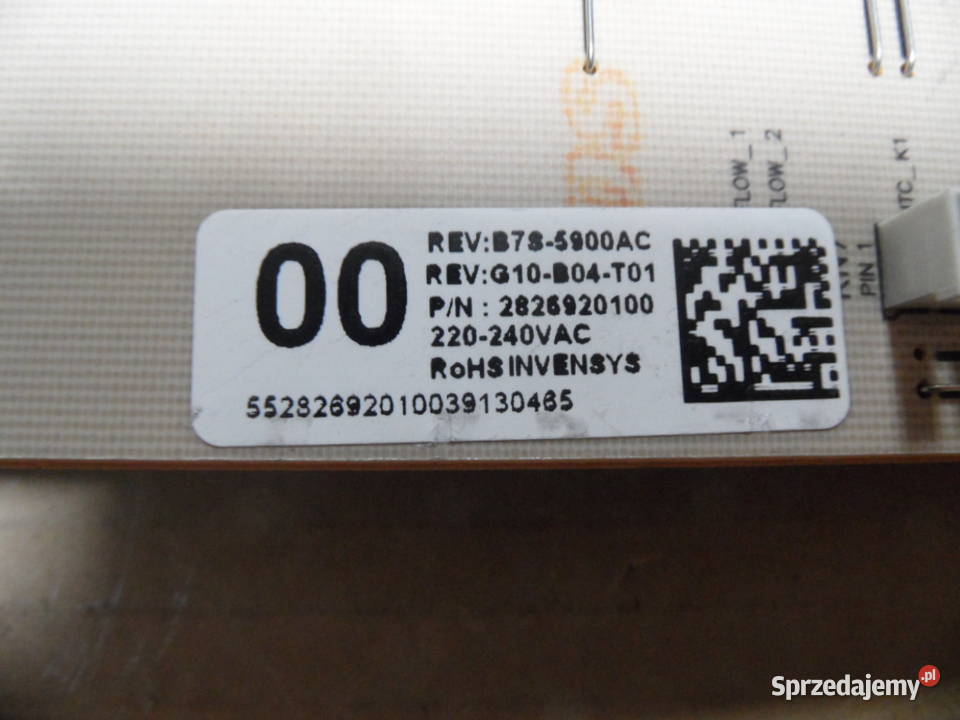 FLOW_1
FLOW_2
NTC_K1
PIN 1
00
REV:B7S-5900AC
REV:G10-B04-T01
P/N : 2826920100
220-240VAC
RoHS INVENSYS
55282692010039130465
Sprzedajemy.pl